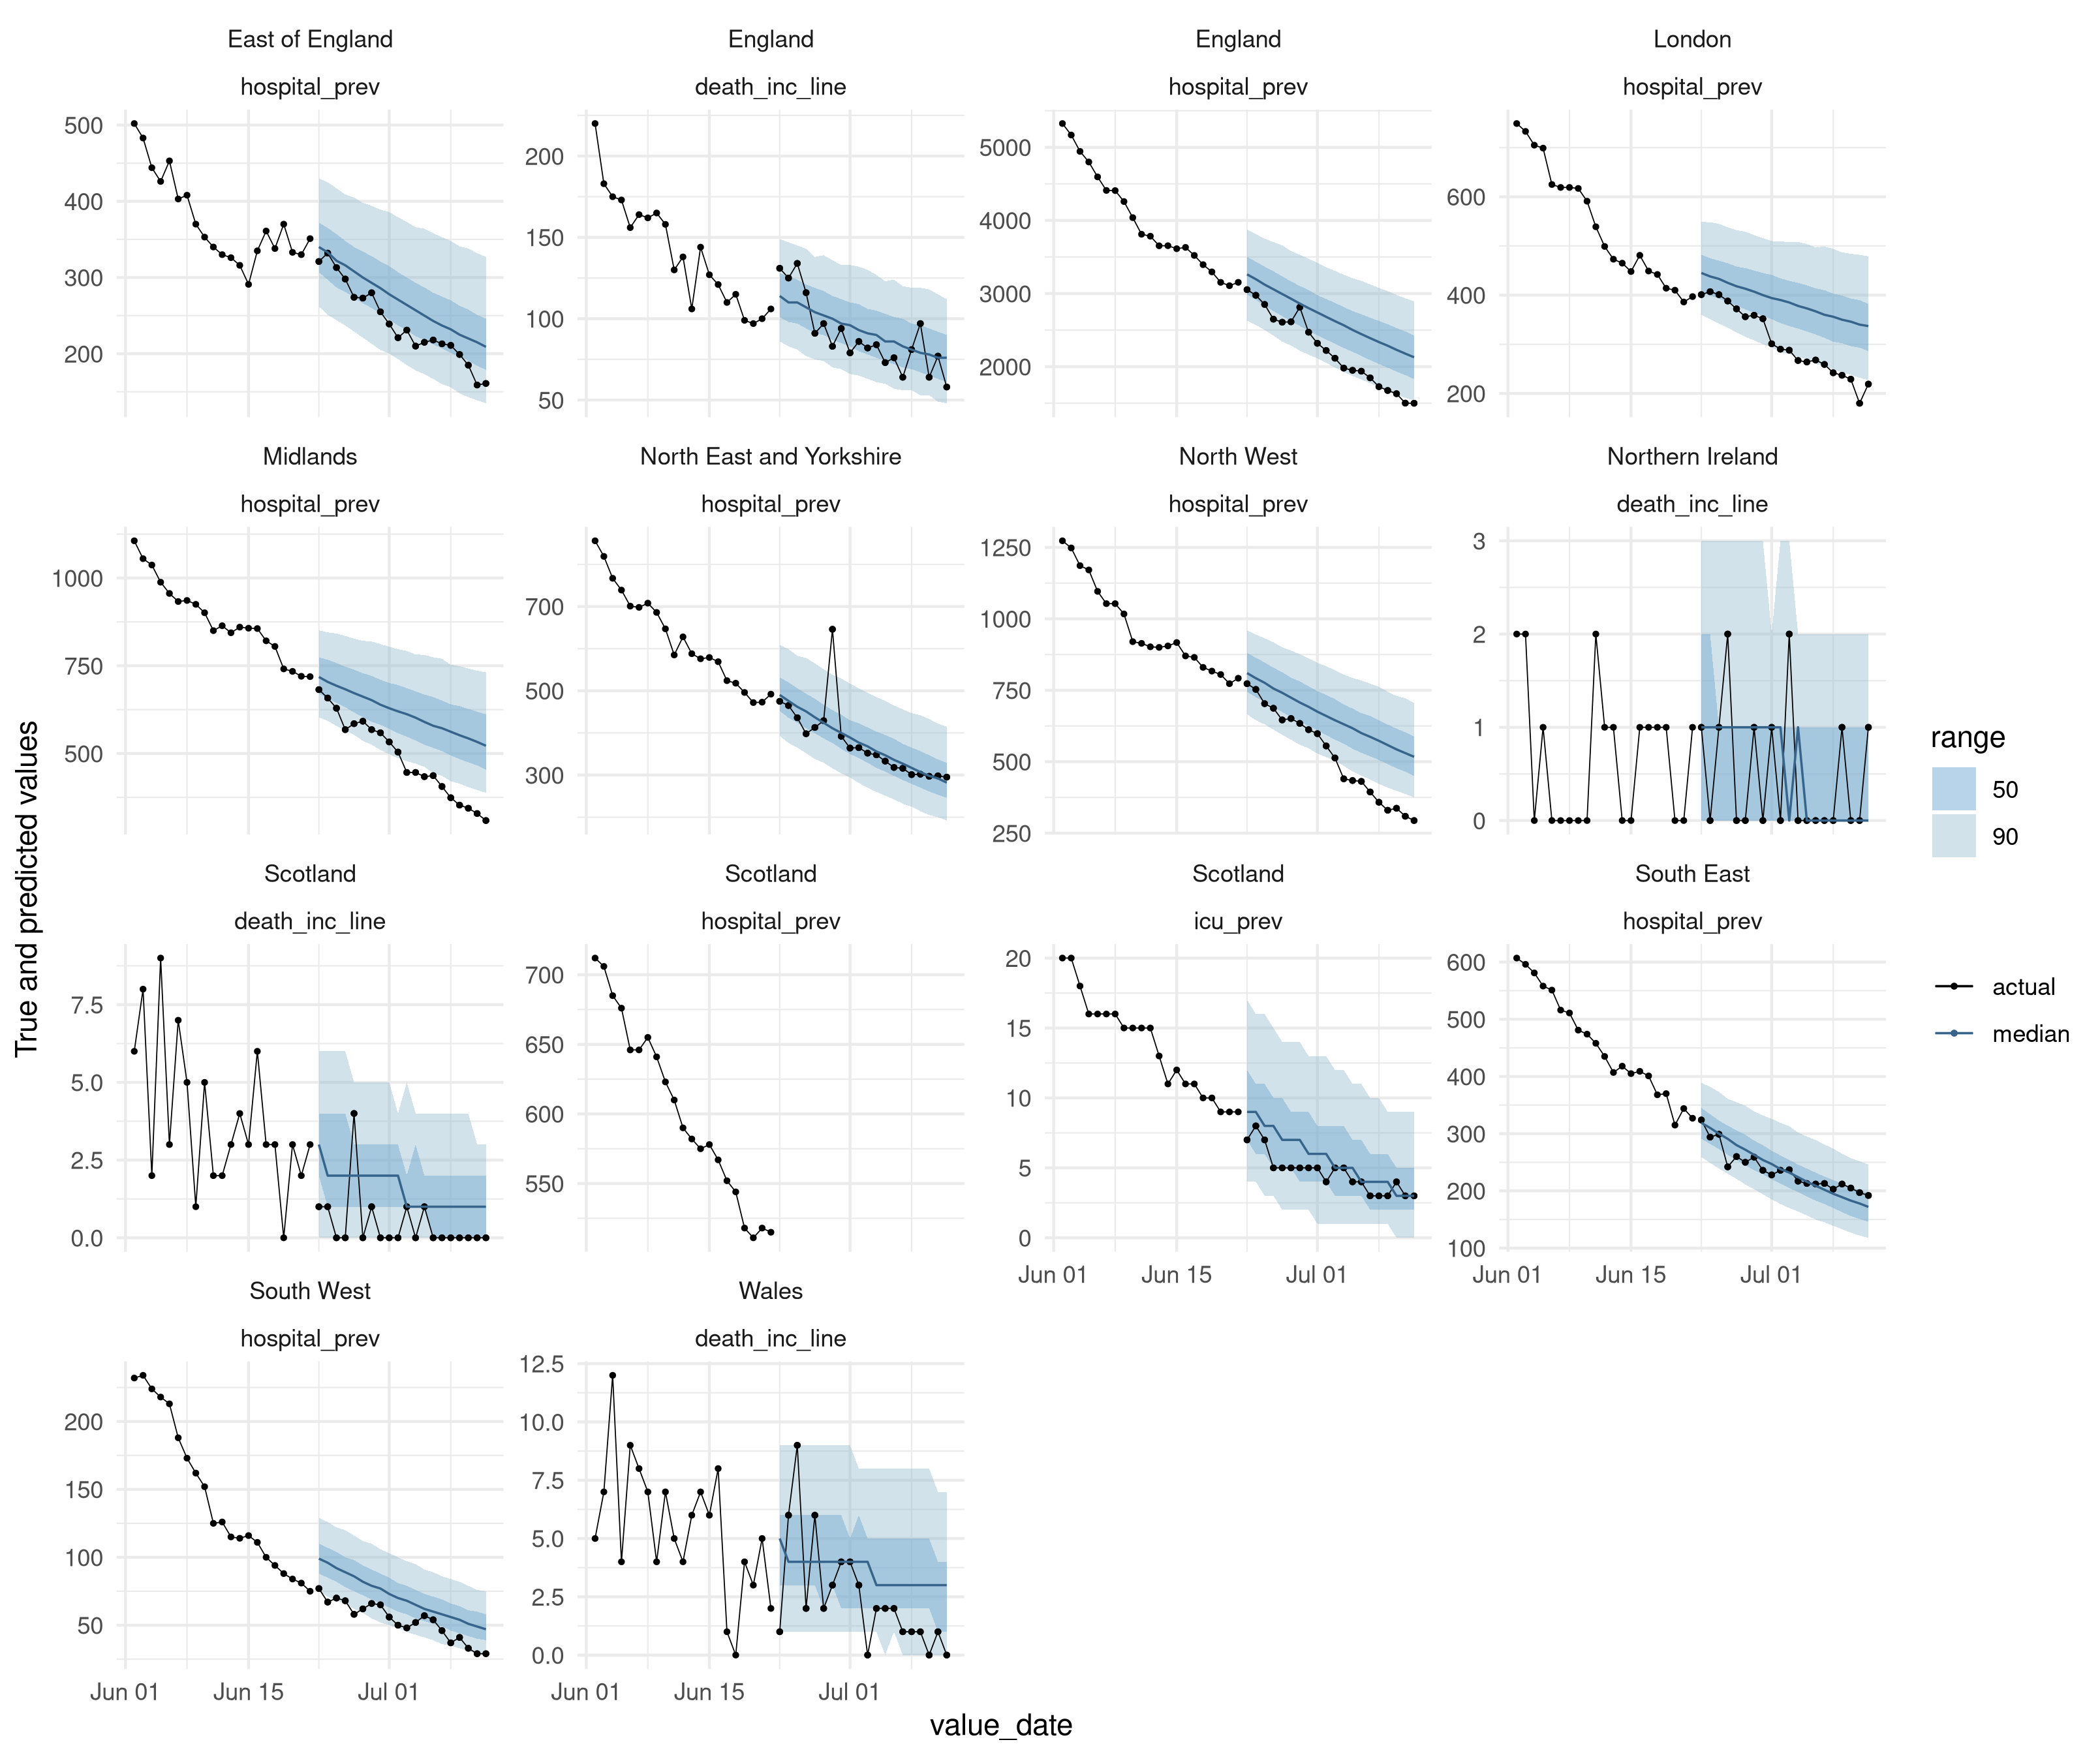 East of England
hospital_prev
500
400
300
200
England
death_inc_line
200
150
100
50
England
hospital_prev
5000
4000
3000
2000
London
hospital_prev
600
400
200
Midlands
hospital_prev
1000
750
500
North East and Yorkshire
hospital_prev
700
500
300
North West
hospital_prev
1250
1000
750
500
250
Northern Ireland
death_inc_line
3
2
1
0
Scotland
death_inc_line
7.5
5.0
2.5
0.0
Scotland
hospital_prev
700
650
600
550
Scotland
icu_prev
20
15
10
5
0
Jun 01 Jun 15 Jul 01
South East
hospital_prev
600
500
400
300
200
100
Jun 01 Jun 15 Jul 01
South West
hospital_prev
200
150
100
50
Jun 01 Jun 15 Jul 01
Wales
death_inc_line
12.5
10.0
7.5
5.0
2.5
0.0
Jun 01 Jun 15 Jul 01
value_date
True and predicted values
range
50
90
actual
median